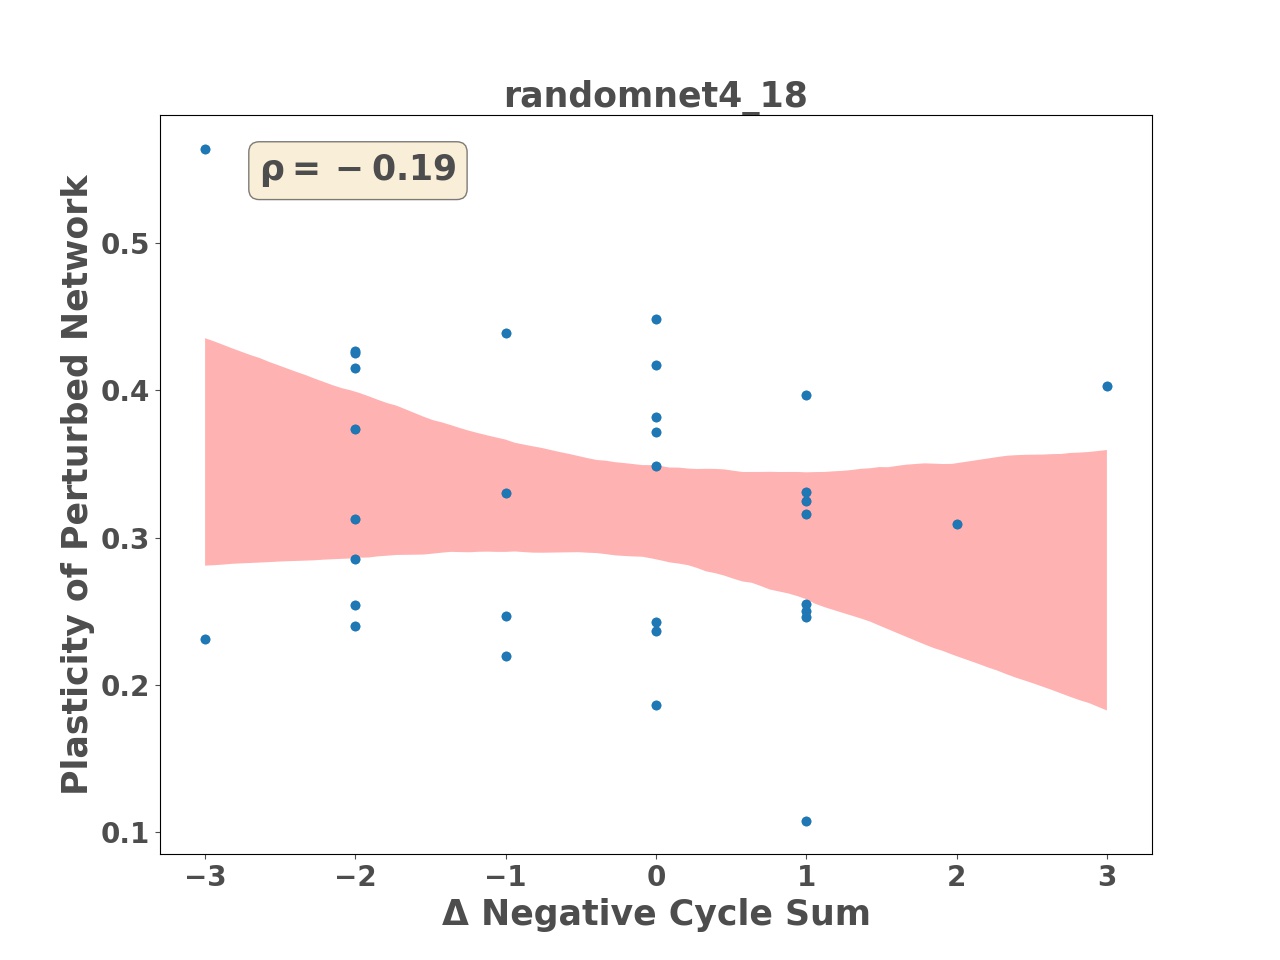 randomnet4_18
ρ = − 0.19
Plasticity of Perturbed Network
0.5
0.4
0.3
0.2
0.1
−3 −2 −1 0 1 2 3
Δ Negative Cycle Sum